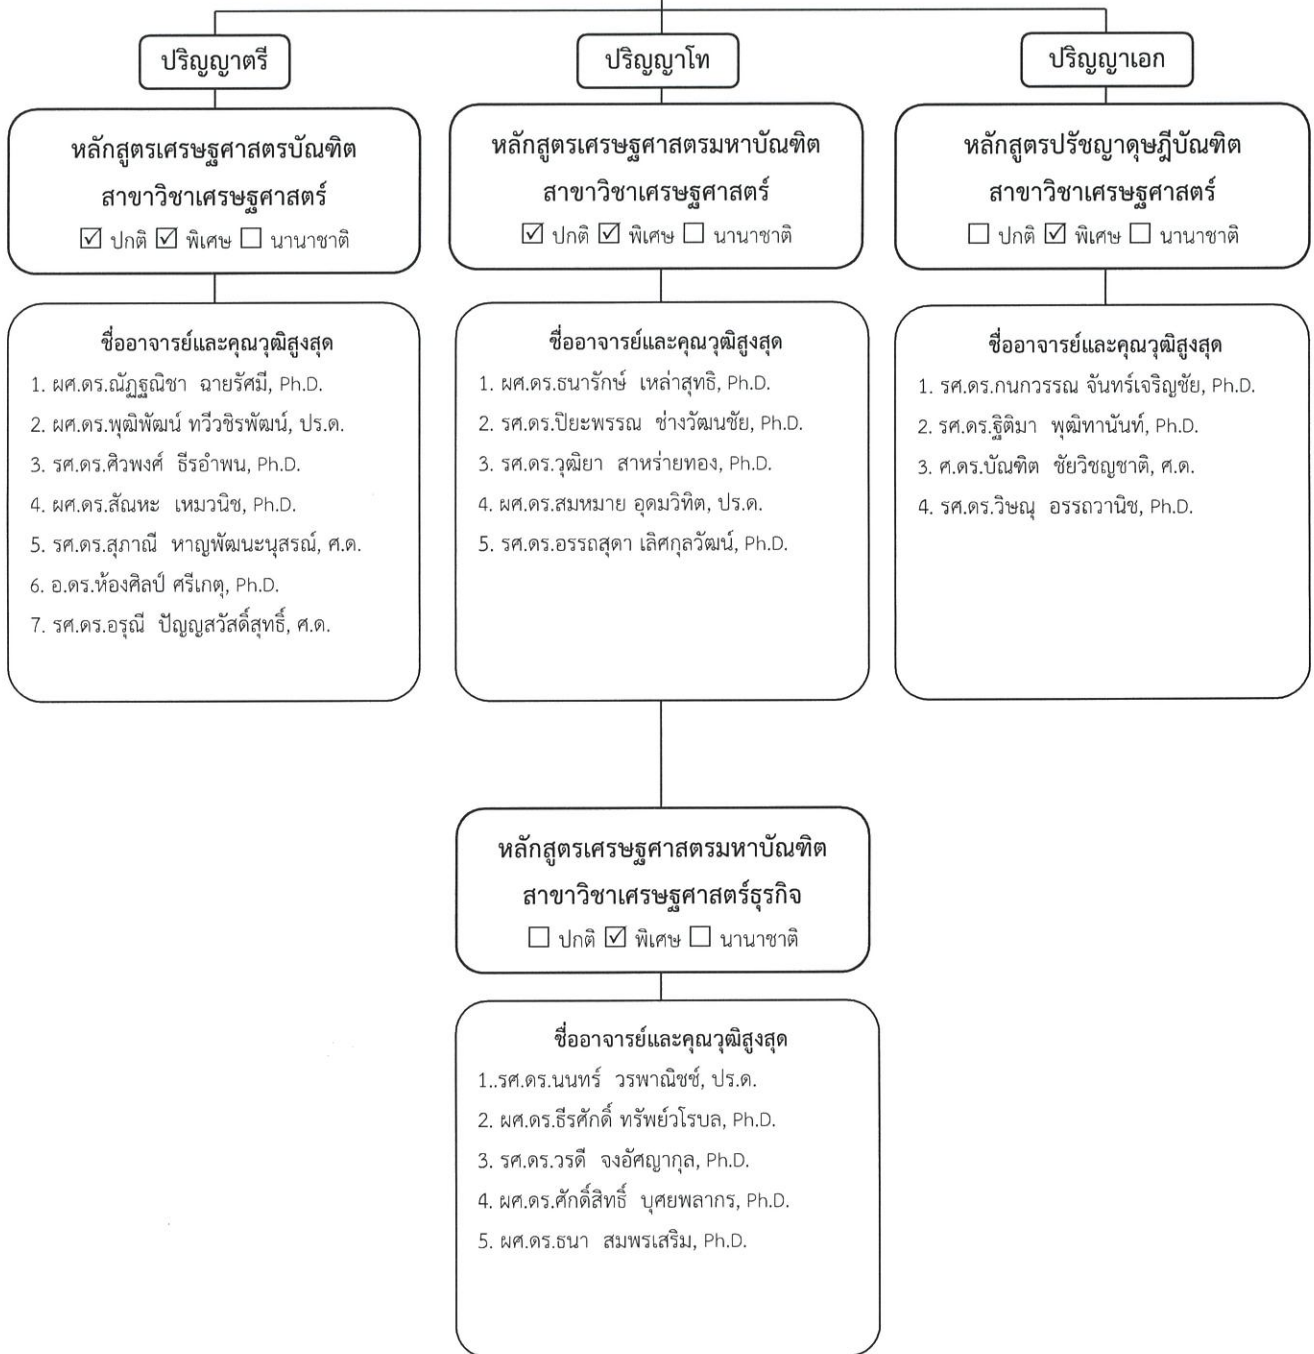 ปริญญาตรี
หลักสูตรเศรษฐศาสตรบัณฑิต
สาขาวิชาเศรษฐศาสตร์
☑ ปกติ ☑ พิเศษ ☐ นานาชาติ
ชื่ออาจารย์และคุณวุฒิสูงสุด
1. ผศ.ดร.ณัฏฐณิชา ฉายรัศมี, Ph.D.
2. ผศ.ดร.พุฒิพัฒน์ ทวีวชิรพัฒน์, ปร.ด.
3. รศ.ดร.ศิวพงศ์ ธีรอำพน, Ph.D.
4. ผศ.ดร.สัณหะ เหมวนิช, Ph.D.
5. รศ.ดร.สุภาณี หาญพัฒนะนุสรณ์, ศ.ด.
6. อ.ดร.ห้องศิลป์ ศรีเกตุ, Ph.D.
7. รศ.ดร.อรุณี ปัญญสวัสดิ์สุทธิ์, ศ.ด.
ปริญญาโท
หลักสูตรเศรษฐศาสตรมหาบัณฑิต
สาขาวิชาเศรษฐศาสตร์
☑ ปกติ ☑ พิเศษ ☐ นานาชาติ
ชื่ออาจารย์และคุณวุฒิสูงสุด
1. ผศ.ดร.ธนารักษ์ เหล่าสุทธิ, Ph.D.
2. รศ.ดร.ปิยะพรรณ ช่างวัฒนชัย, Ph.D.
3. รศ.ดร.วุฒิยา สาหร่ายทอง, Ph.D.
4. ผศ.ดร.สมหมาย อุดมวิทิต, ปร.ด.
5. รศ.ดร.อรรถสุดา เลิศกุลวัฒน์, Ph.D.
หลักสูตรเศรษฐศาสตรมหาบัณฑิต
สาขาวิชาเศรษฐศาสตร์ธุรกิจ
☐ ปกติ ☑ พิเศษ ☐ นานาชาติ
ชื่ออาจารย์และคุณวุฒิสูงสุด
1..รศ.ดร.นนทร์ วรพาณิชช์, ปร.ด.
2. ผศ.ดร.ธีรศักดิ์ ทรัพย์วโรบล, Ph.D.
3. รศ.ดร.วรดี จงอัศญากุล, Ph.D.
4. ผศ.ดร.ศักดิ์สิทธิ์ บุศยพลากร, Ph.D.
5. ผศ.ดร.ธนา สมพรเสริม, Ph.D.
ปริญญาเอก
หลักสูตรปรัชญาดุษฎีบัณฑิต
สาขาวิชาเศรษฐศาสตร์
☐ ปกติ ☑ พิเศษ ☐ นานาชาติ
ชื่ออาจารย์และคุณวุฒิสูงสุด
1. รศ.ดร.กนกวรรณ จันทร์เจริญชัย, Ph.D.
2. รศ.ดร.ฐิติมา พุฒิทานันท์, Ph.D.
3. ศ.ดร.บัณฑิต ชัยวิชญชาติ, ศ.ด.
4. รศ.ดร.วิษณุ อรรถวานิช, Ph.D.